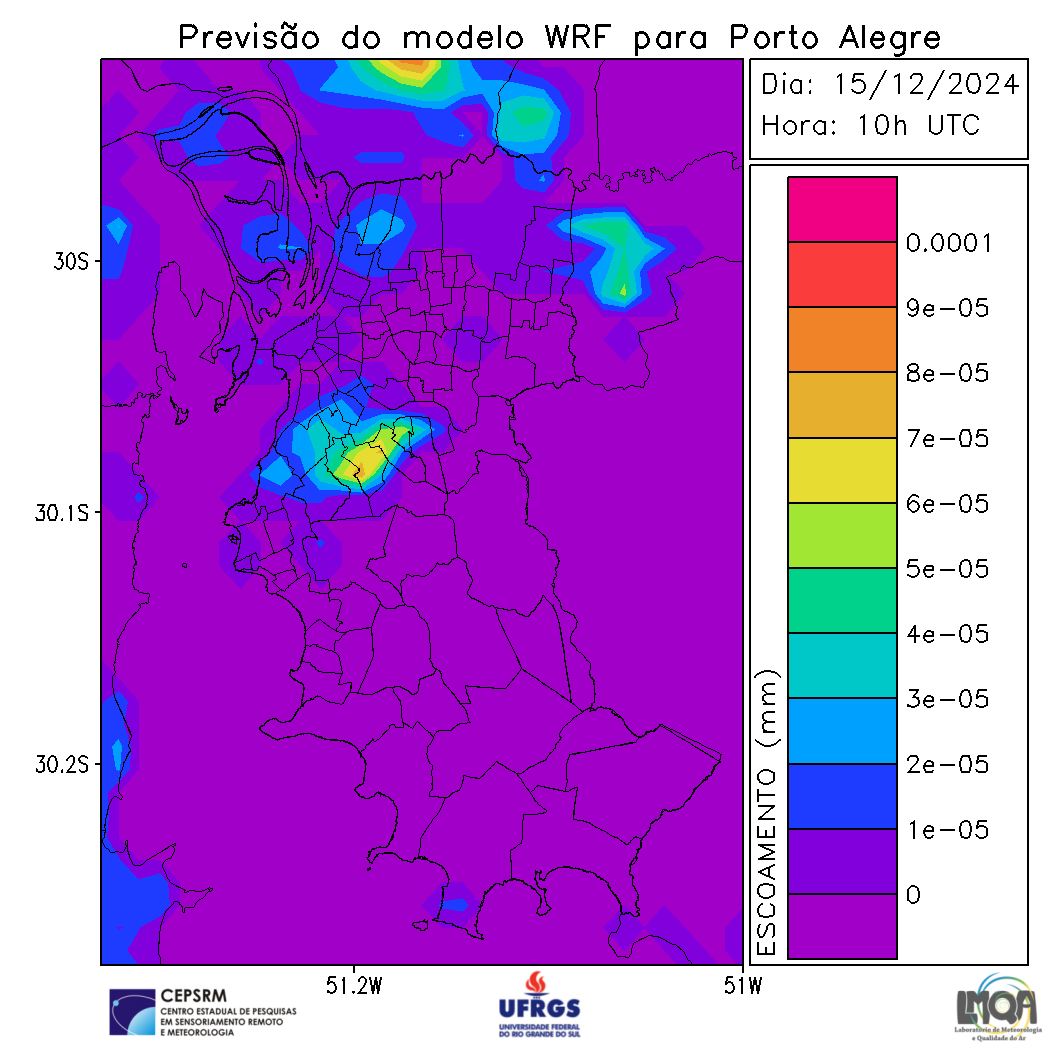 Previsão do modelo WRF para Porto Alegre
Dia: 15/12/2024
Hora: 10h UTC
30S
30.1S
30.2S
51.2W
51W
ESCOAMENTO (mm)
0.0001
9e-05
8e-05
7e-05
6e-05
5e-05
4e-05
3e-05
2e-05
1e-05
0
CEPSRM
CENTRO ESTADUAL DE PESQUISAS
EM SENSORIAMENTO REMOTO
E METEOROLOGIA
UFRGS
UNIVERSIDADE FEDERAL
DO RIO GRANDE DO SUL
LMQA
Laboratório de Meteorologia
e Qualidade do Ar